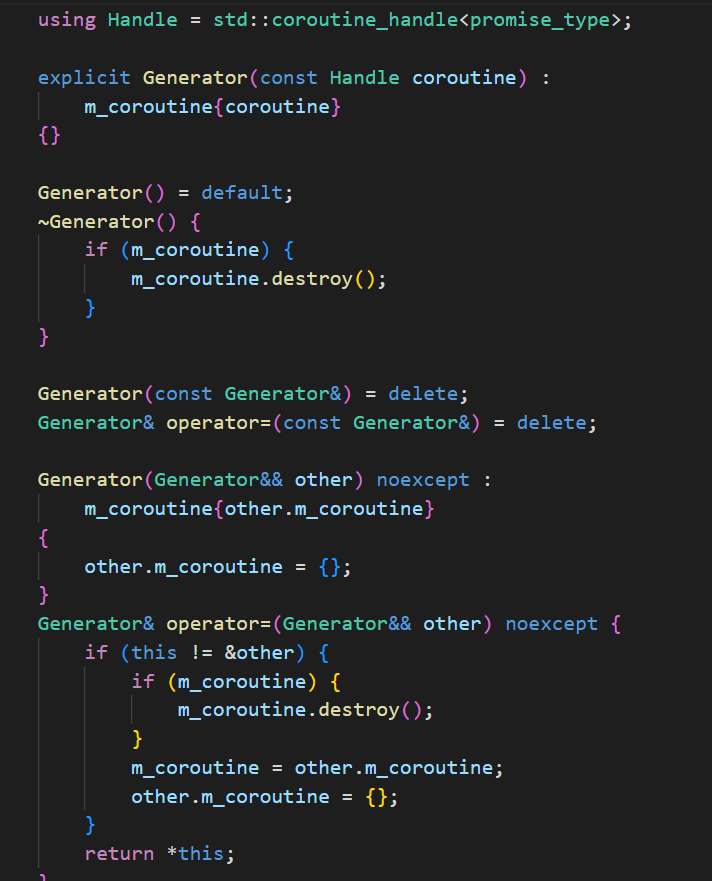 using Handle = std::coroutine_handle<promise_type>;
explicit Generator(const Handle coroutine) :
m_coroutine{coroutine}
{}
Generator() = default;
~Generator() {
if (m_coroutine) {
m_coroutine.destroy();
}
}
Generator(const Generator&) = delete;
Generator& operator=(const Generator&) = delete;
Generator(Generator&& other) noexcept :
m_coroutine{other.m_coroutine}
{
other.m_coroutine = {};
}
Generator& operator=(Generator&& other) noexcept {
if (this != &other) {
if (m_coroutine) {
m_coroutine.destroy();
}
m_coroutine = other.m_coroutine;
other.m_coroutine = {};
}
return *this;
}